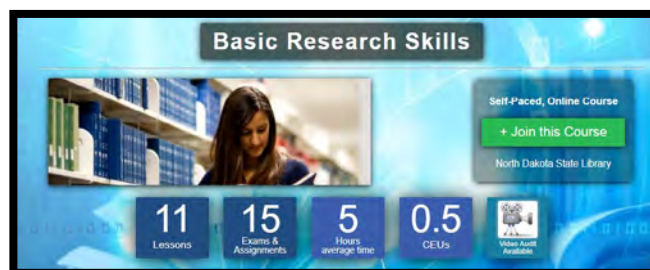 Basic Research Skills
Self-Paced, Online Course
+ Join this Course
North Dakota State Library
11
Lessons
15
Exams &
Assignments
5
Hours
average time
0.5
CEUs
Video Audit
Available